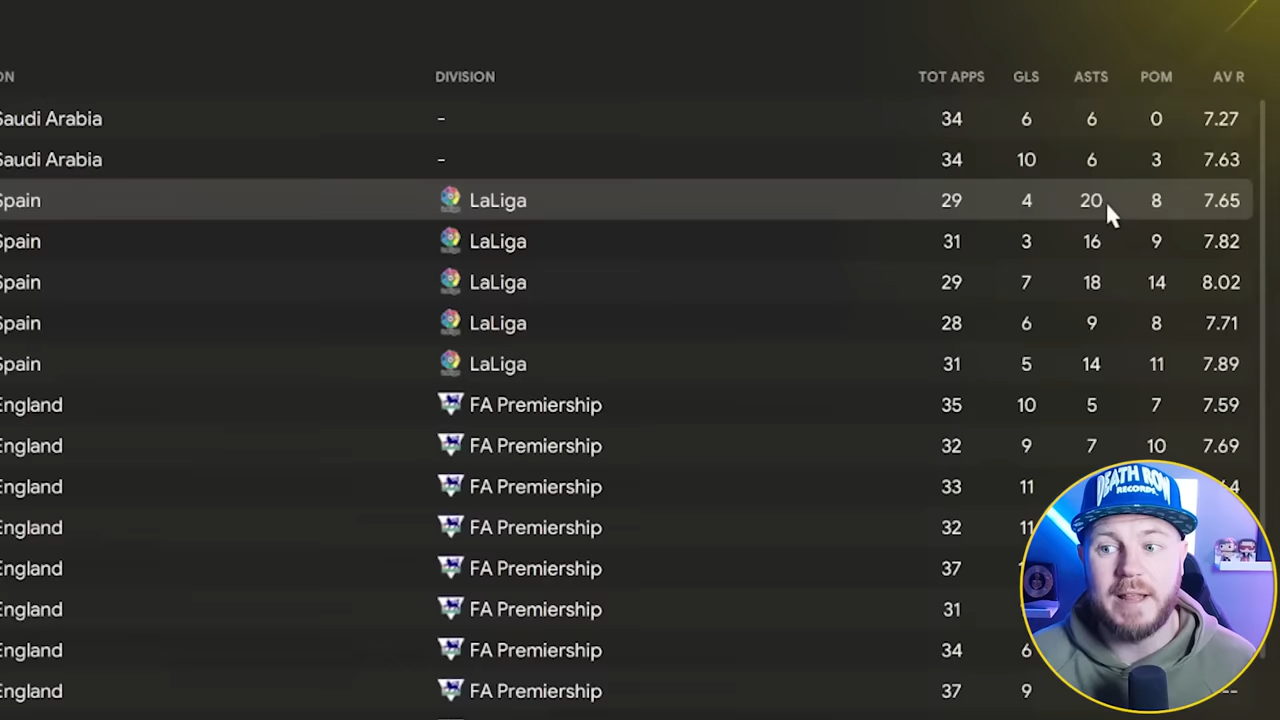 ON DIVISION TOT APPS GLS ASTS POM AV R
Saudi Arabia - 34 6 6 0 7.27
Saudi Arabia - 34 10 6 3 7.63
Spain LaLiga 29 4 20 8 7.65
Spain LaLiga 31 3 16 9 7.82
Spain LaLiga 29 7 18 14 8.02
Spain LaLiga 28 6 9 8 7.71
Spain LaLiga 31 5 14 11 7.89
England FA Premiership 35 10 5 7 7.59
England FA Premiership 32 9 7 10 7.69
England FA Premiership 33 11
England FA Premiership 32 11
England FA Premiership 37
England FA Premiership 31
England FA Premiership 34 6
England FA Premiership 37 9
DEATH ROW
RECORDS